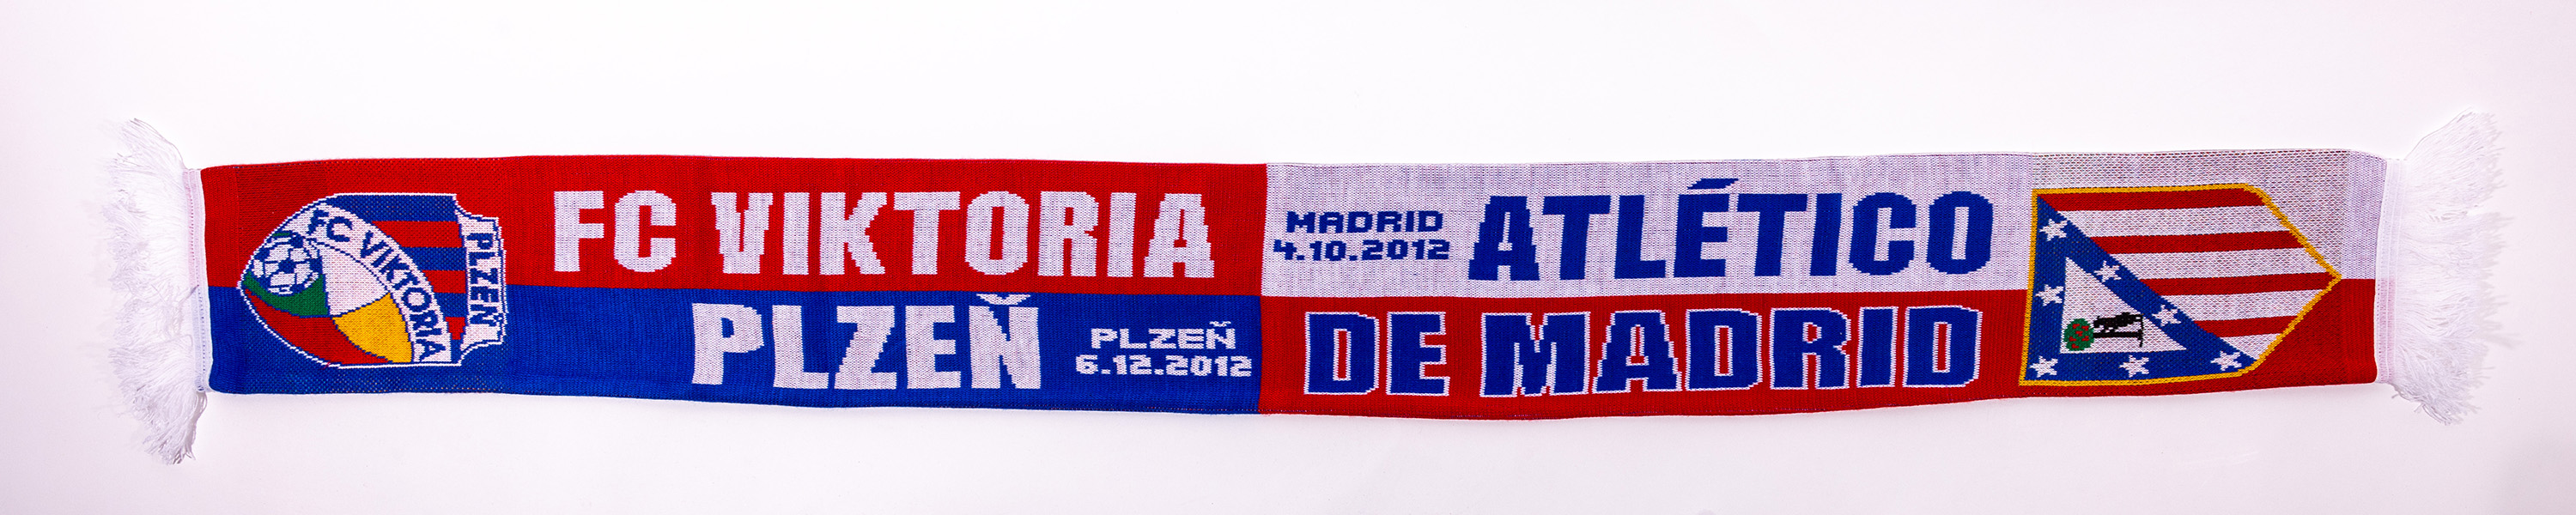 FC VIKTORIA
PLZEŇ
FC VIKTORIA
PLZEŇ
PLZEŇ
6.12.2012
MADRID
4.10.2012
ATLÉTICO
DE MADRID